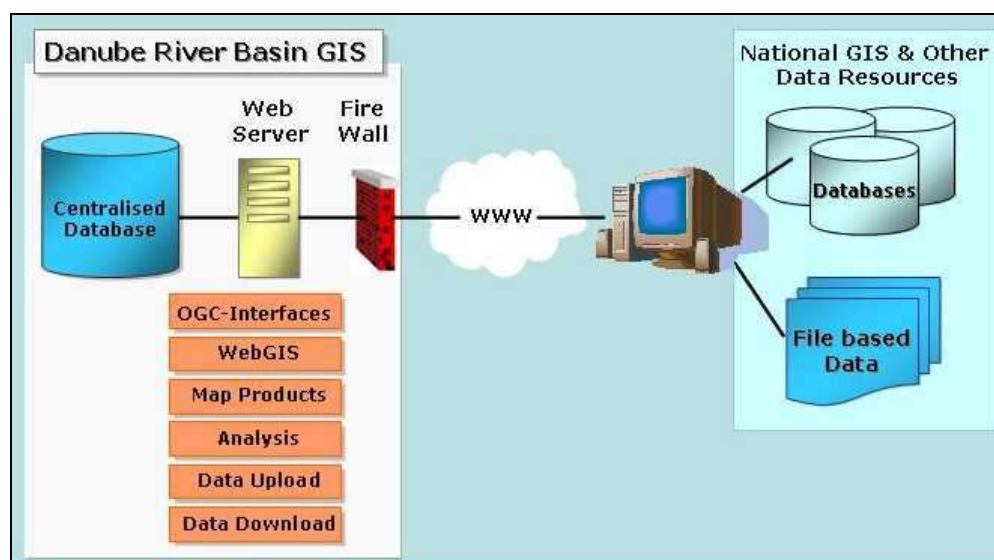 Danube River Basin GIS
Web
Server
Fire
Wall
Centralised
Database
OGC-Interfaces
WebGIS
Map Products
Analysis
Data Upload
Data Download
WWW
National GIS & Other
Data Resources
Databases
File based
Data